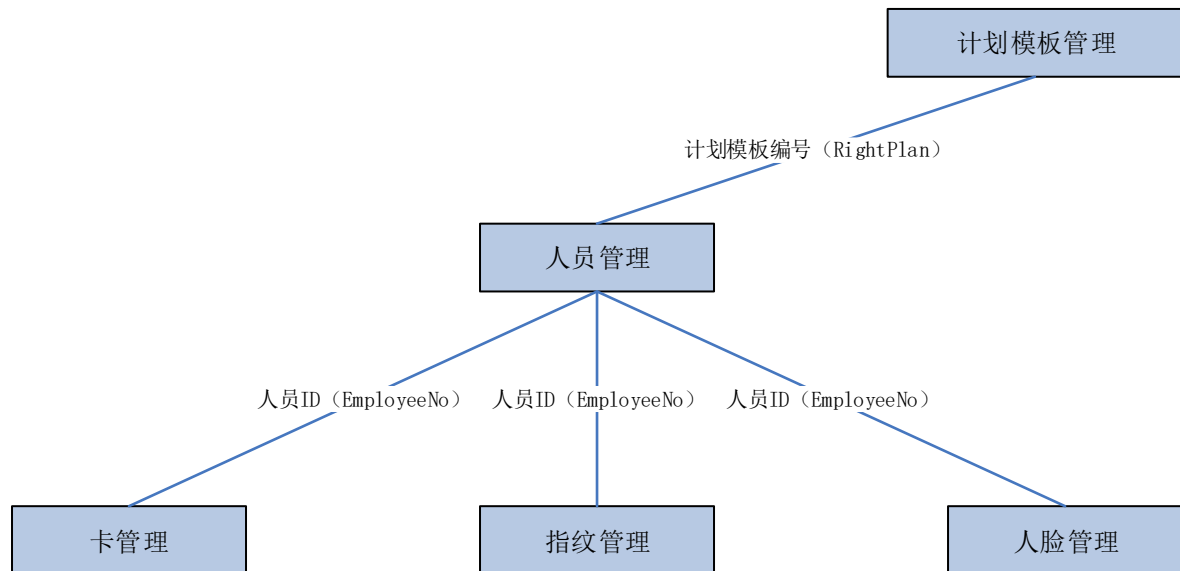 计划模板管理
计划模板编号（RightPlan）
人员管理
人员ID（EmployeeNo）
人员ID（EmployeeNo）
人员ID（EmployeeNo）
卡管理
指纹管理
人脸管理